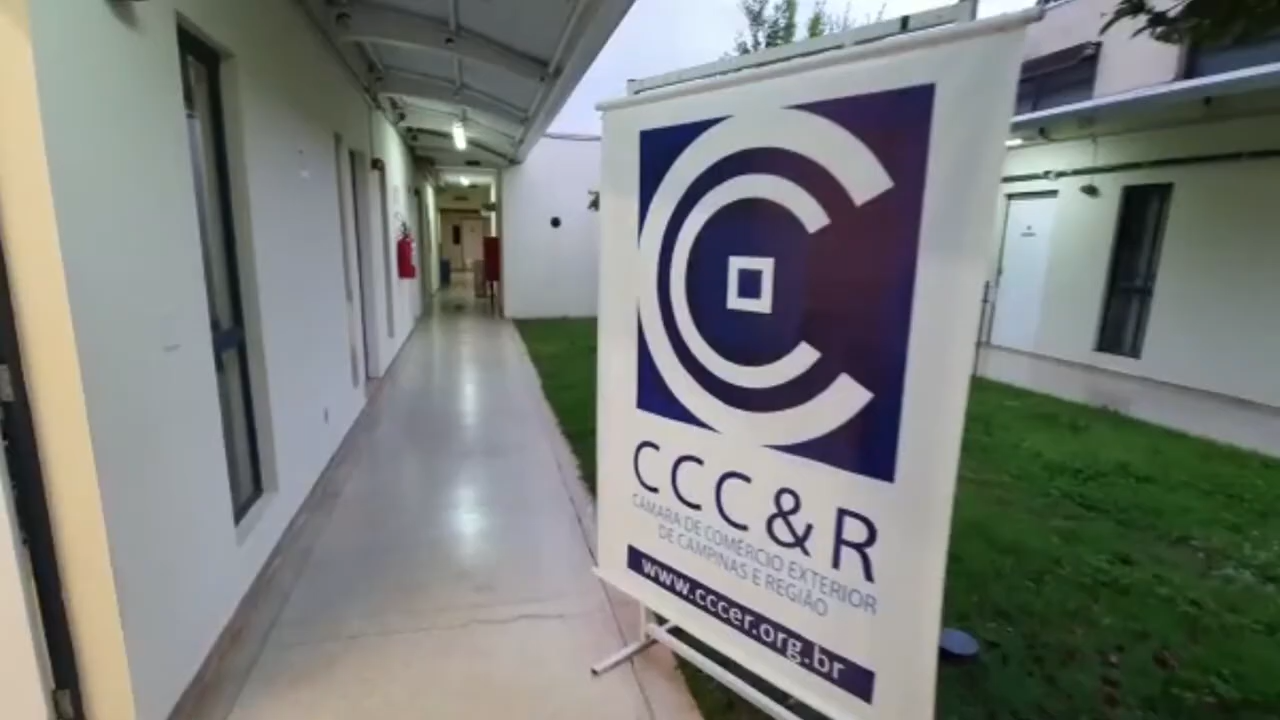 CCC&R
CÂMARA DE COMÉRCIO EXTERIOR
DE CAMPINAS E REGIÃO
www.cccer.org.br